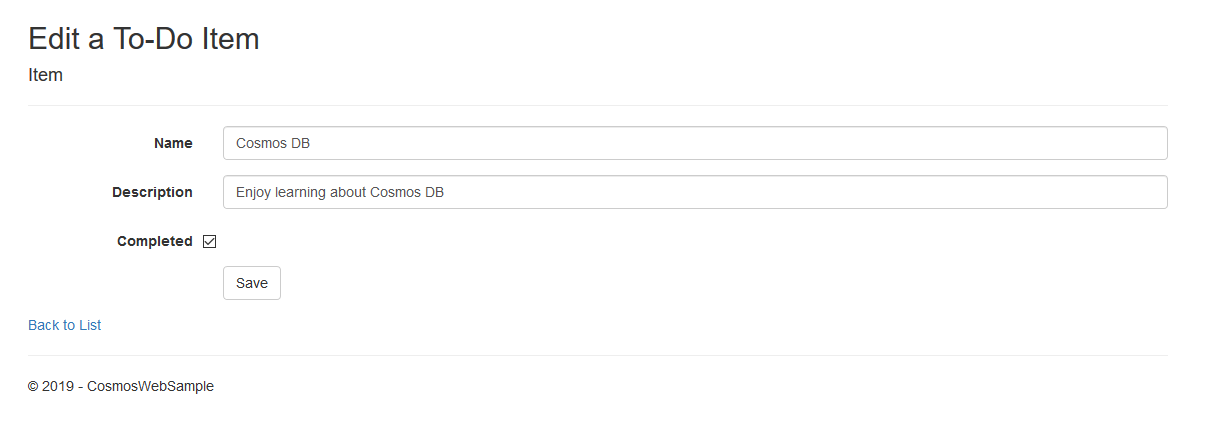 Edit a To-Do Item
Item
Name Cosmos DB
Description Enjoy learning about Cosmos DB
Completed
Save
Back to List
© 2019 - CosmosWebSample